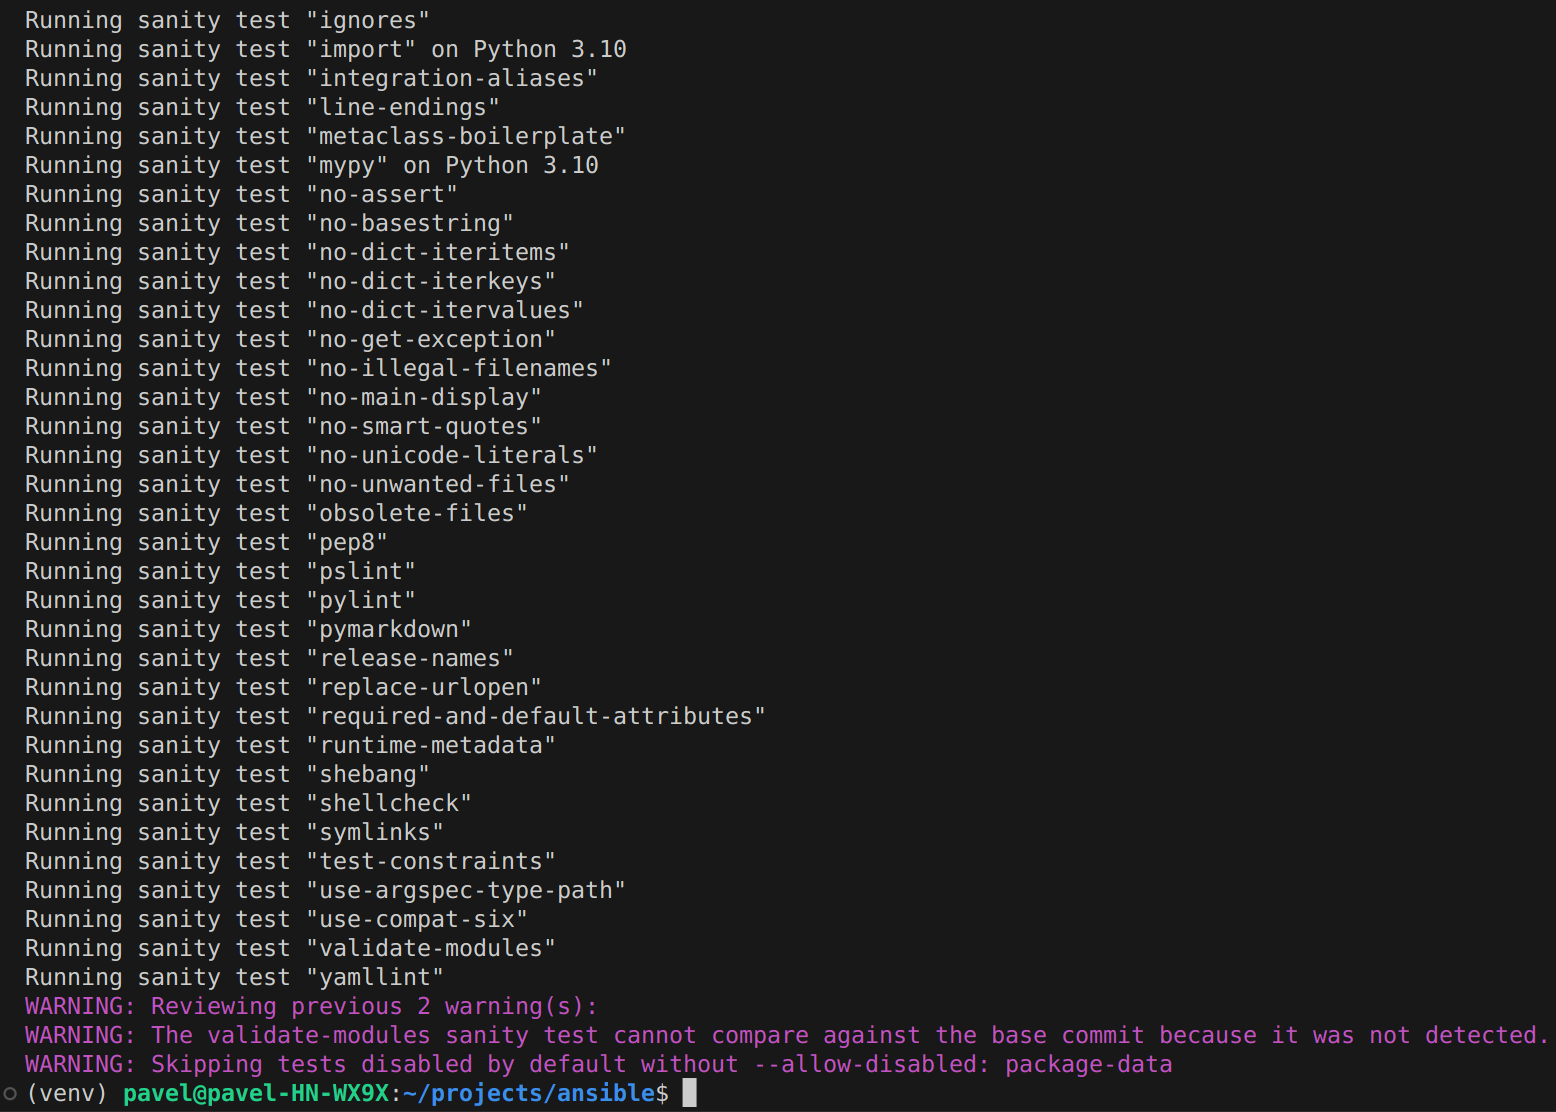 Running sanity test "ignores"
Running sanity test "import" on Python 3.10
Running sanity test "integration-aliases"
Running sanity test "line-endings"
Running sanity test "metaclass-boilerplate"
Running sanity test "mypy" on Python 3.10
Running sanity test "no-assert"
Running sanity test "no-basestring"
Running sanity test "no-dict-iteritems"
Running sanity test "no-dict-iterkeys"
Running sanity test "no-dict-itervalues"
Running sanity test "no-get-exception"
Running sanity test "no-illegal-filenames"
Running sanity test "no-main-display"
Running sanity test "no-smart-quotes"
Running sanity test "no-unicode-literals"
Running sanity test "no-unwanted-files"
Running sanity test "obsolete-files"
Running sanity test "pep8"
Running sanity test "pslint"
Running sanity test "pylint"
Running sanity test "pymarkdown"
Running sanity test "release-names"
Running sanity test "replace-urlopen"
Running sanity test "required-and-default-attributes"
Running sanity test "runtime-metadata"
Running sanity test "shebang"
Running sanity test "shellcheck"
Running sanity test "symlinks"
Running sanity test "test-constraints"
Running sanity test "use-argspec-type-path"
Running sanity test "use-compat-six"
Running sanity test "validate-modules"
Running sanity test "yamllint"
WARNING: Reviewing previous 2 warning(s):
WARNING: The validate-modules sanity test cannot compare against the base commit because it was not detected.
WARNING: Skipping tests disabled by default without --allow-disabled: package-data
(venv) pavel@pavel-HN-WX9X:~/projects/ansible$